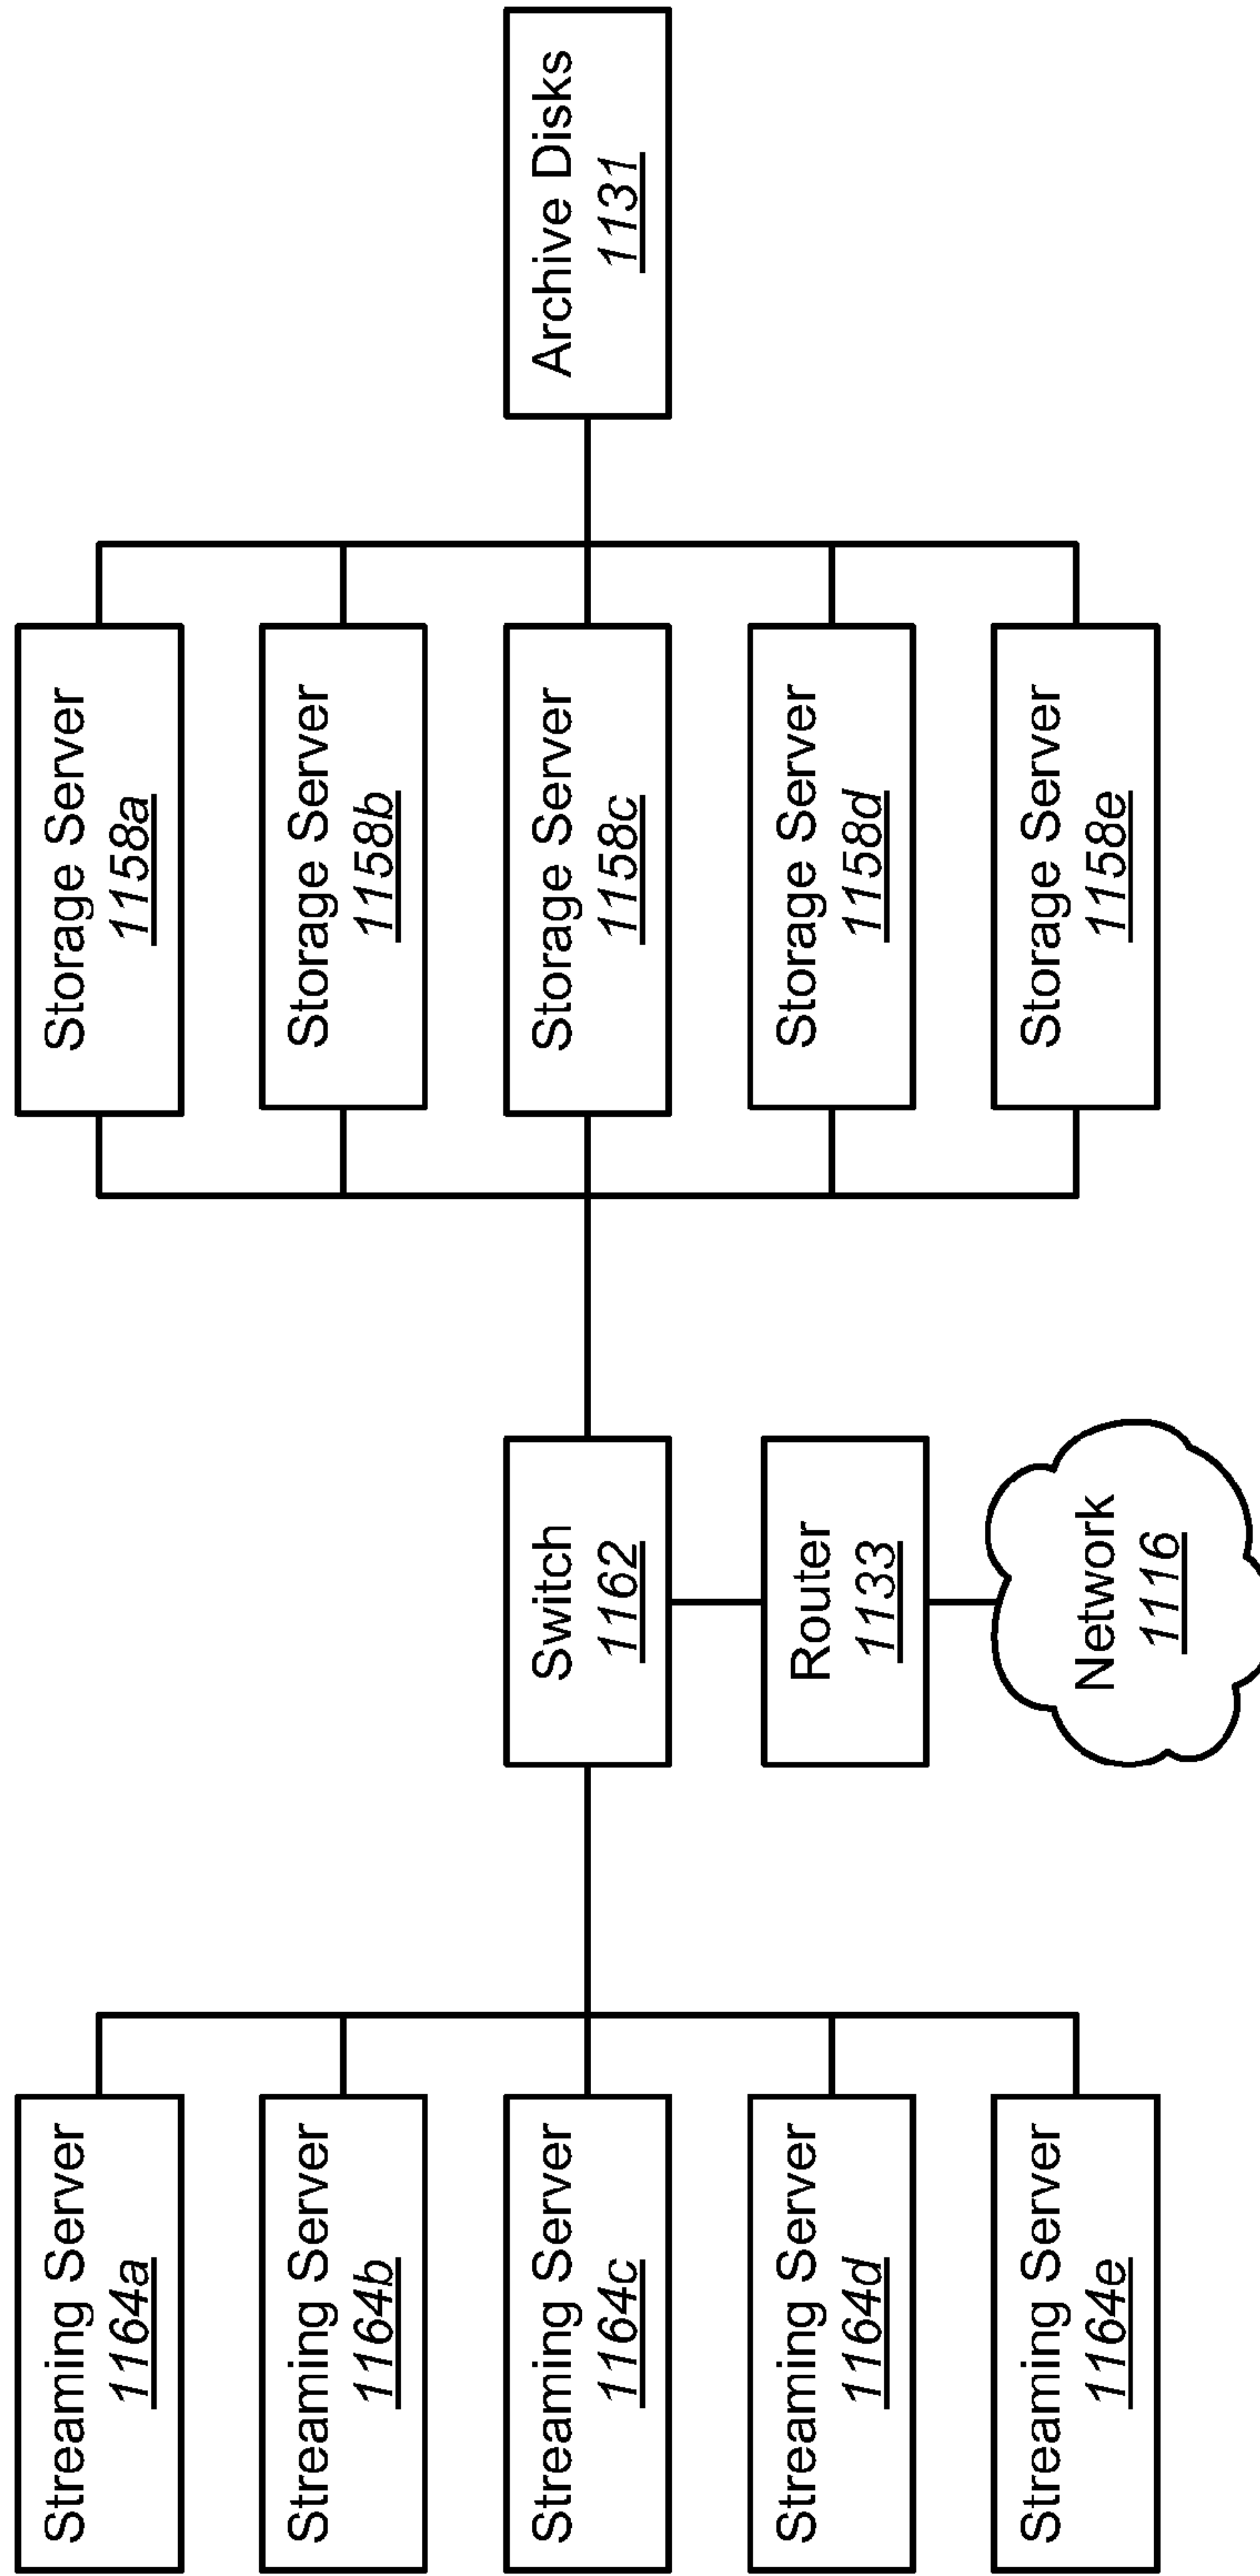 Streaming Server
1164a
Streaming Server
1164b
Streaming Server
1164c
Streaming Server
1164d
Streaming Server
1164e
Switch
1162
Router
1133
Network
1116
Storage Server
1158a
Storage Server
1158b
Storage Server
1158c
Storage Server
1158d
Storage Server
1158e
Archive Disks
1131